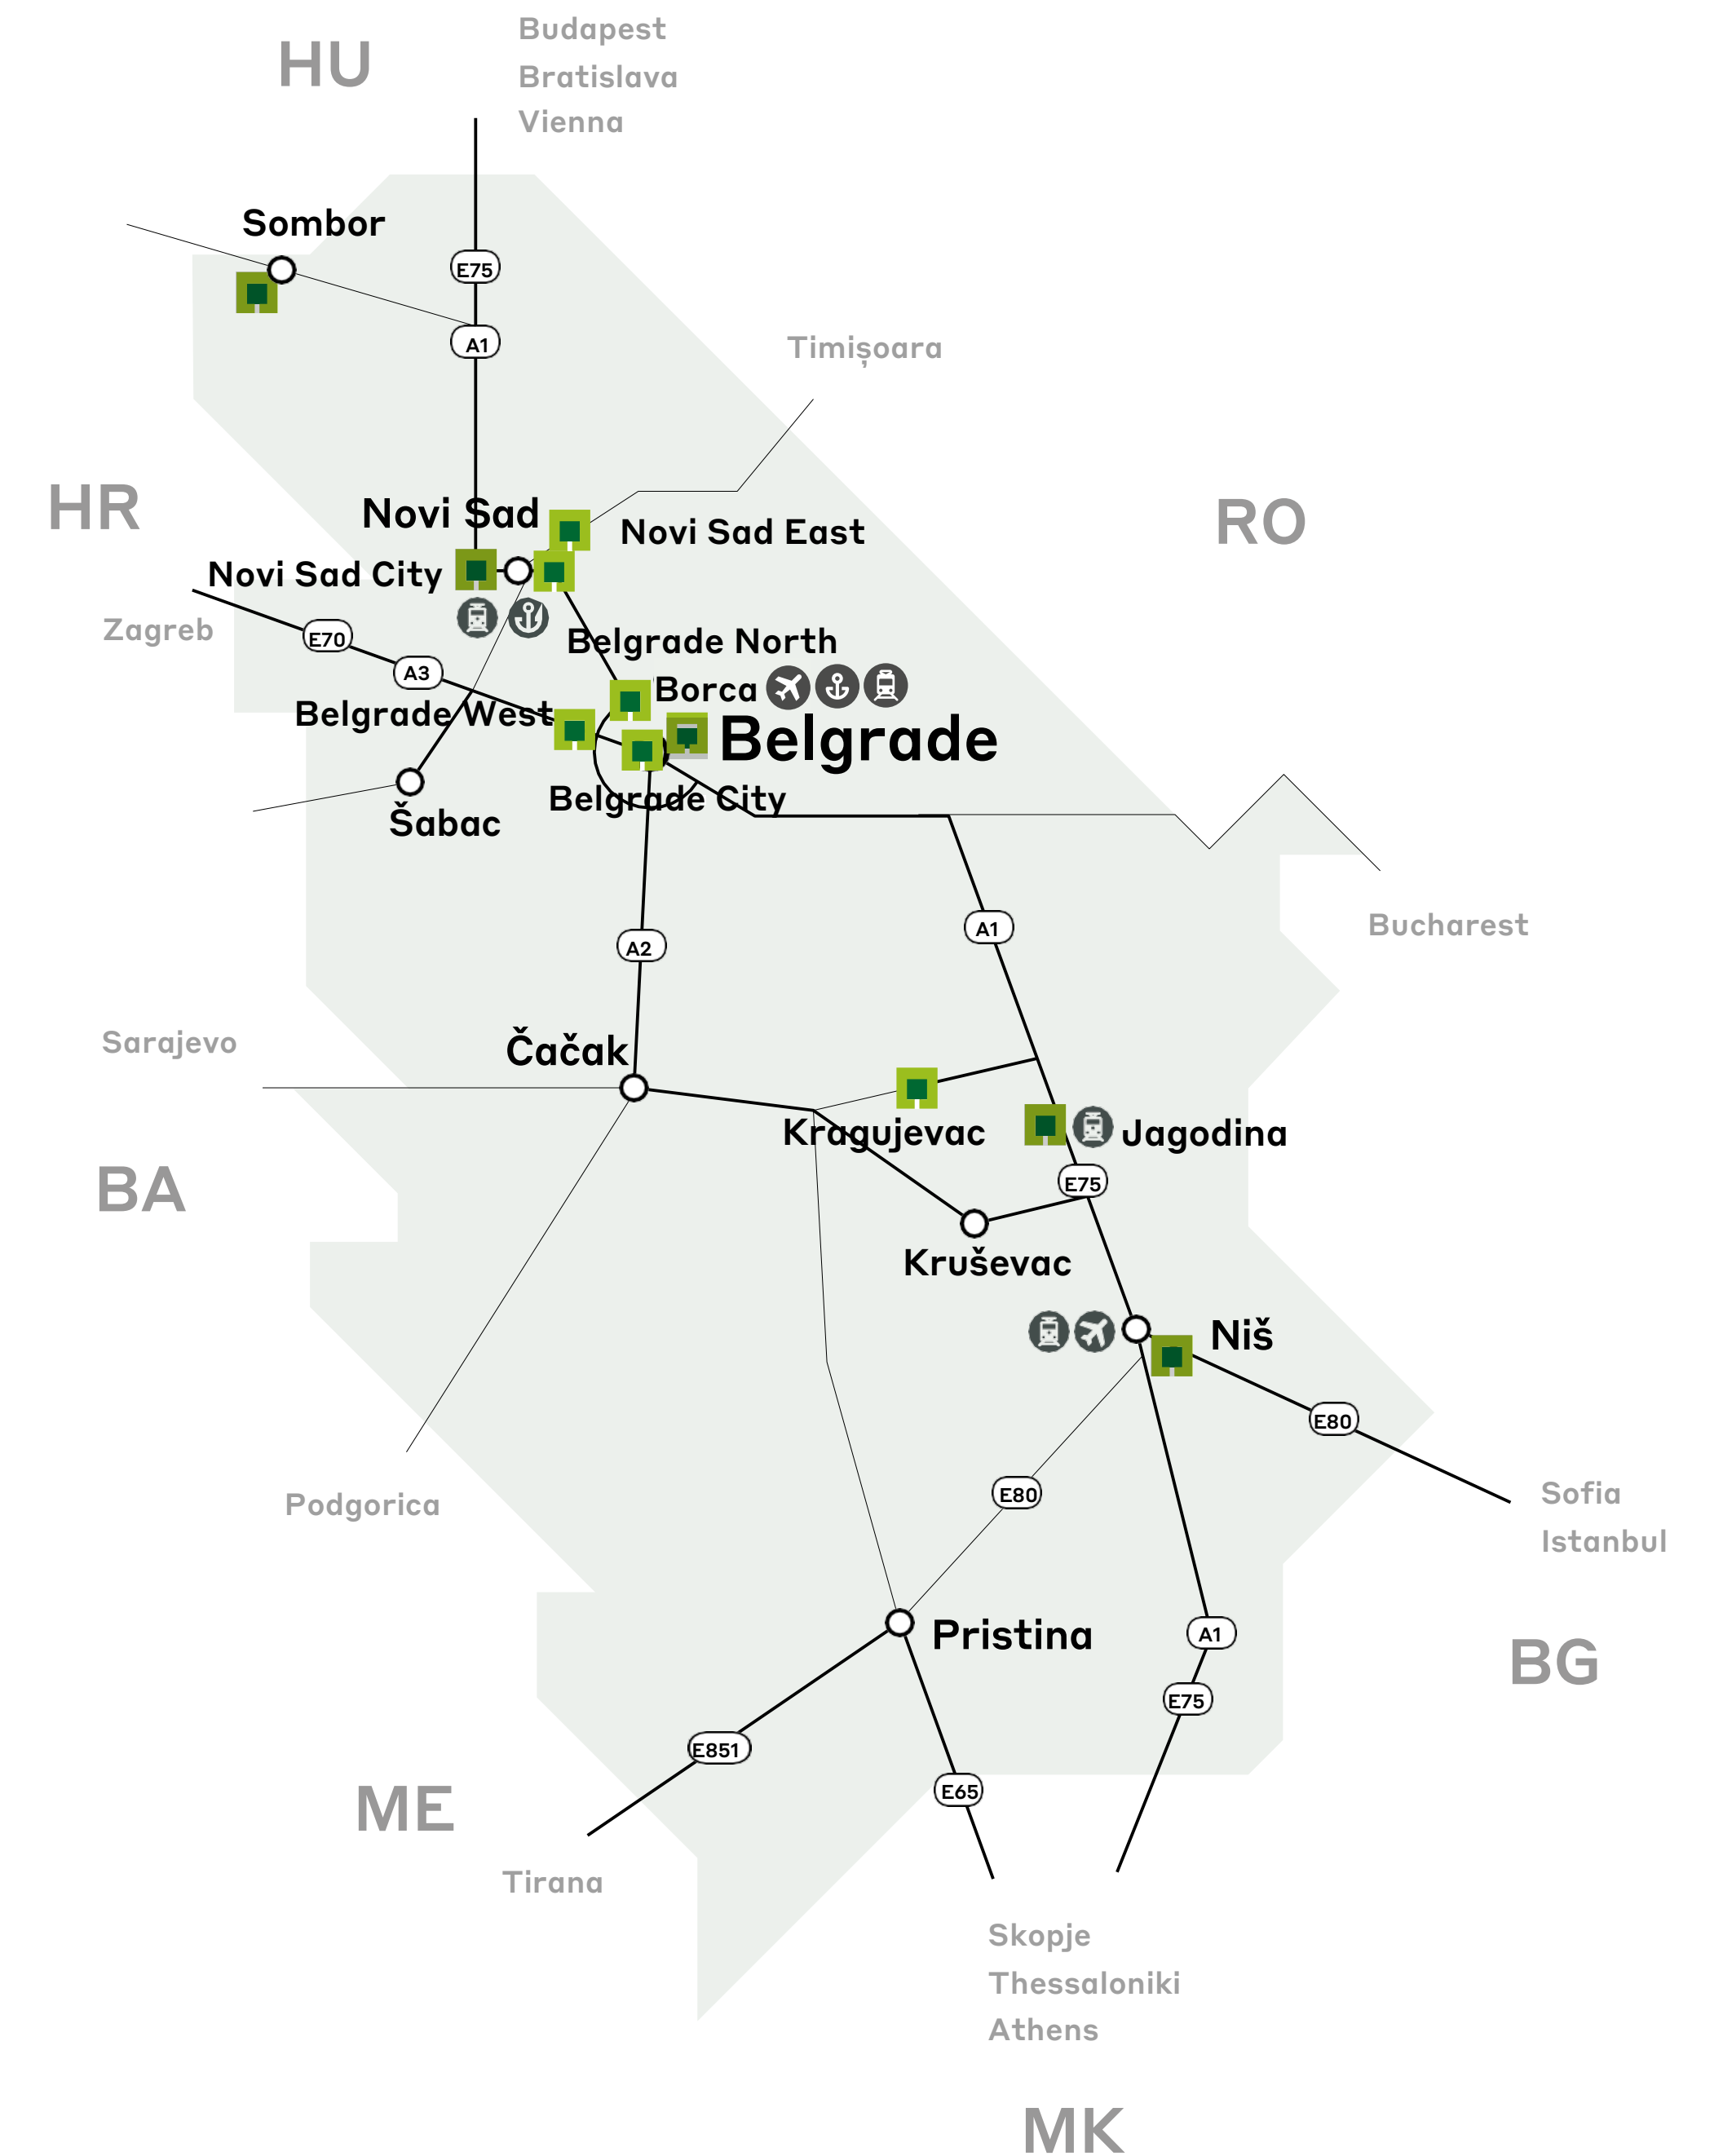 Budapest
HU
Bratislava
Vienna
Sombor
E75
A1
Timișoara
HR
RO
Novi Sad
Novi Sad East
Novi Sad City
Zagreb
E70
Belgrade North
A3
Borca
Belgrade West
Belgrade
Belgrade City
Šabac
A1
Bucharest
A2
Sarajevo
Čačak
Kragujevac
Jagodina
BA
E75
Kruševac
Niš
E80
E80
Sofia
Podgorica
Istanbul
Pristina
A1
BG
E75
E851
E65
ME
Tirana
Skopje
Thessaloniki
Athens
MK